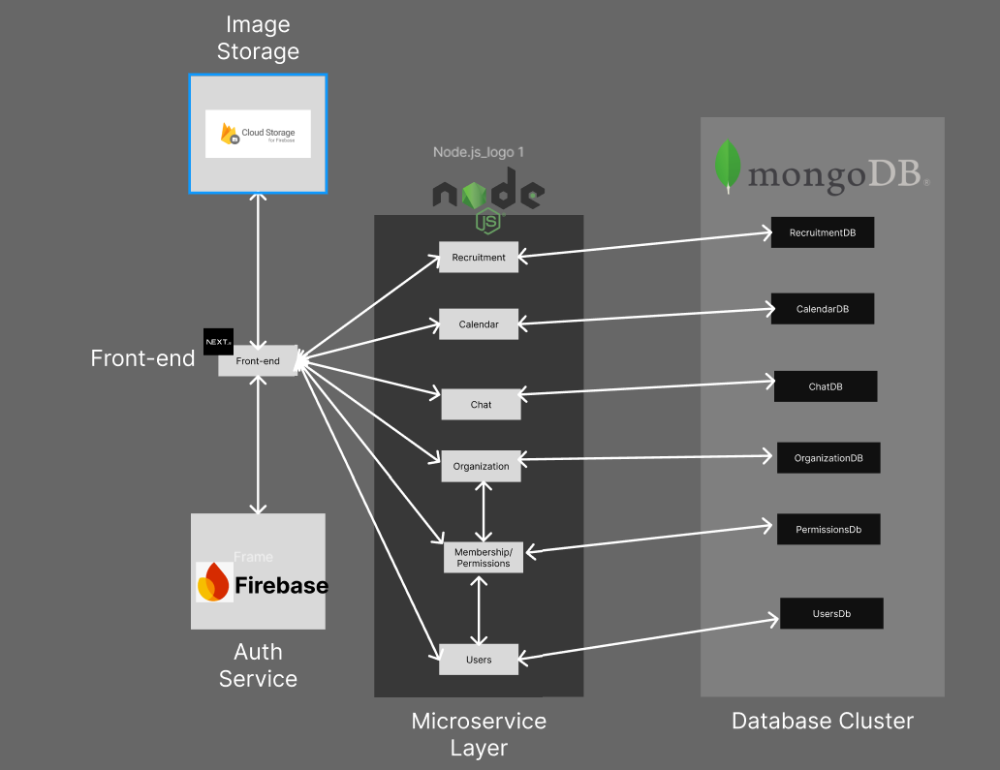 Image
Storage
Cloud Storage
for Firebase
Node.js_logo 1
node
JS
mongoDB®
Recruitment
RecruitmentDB
Calendar
CalendarDB
NEXT.js
Front-end
Front-end
Chat
ChatDB
Organization
OrganizationDB
Membership/
Permissions
PermissionsDb
Frame
Firebase
Users
UsersDb
Auth
Service
Microservice
Layer
Database Cluster